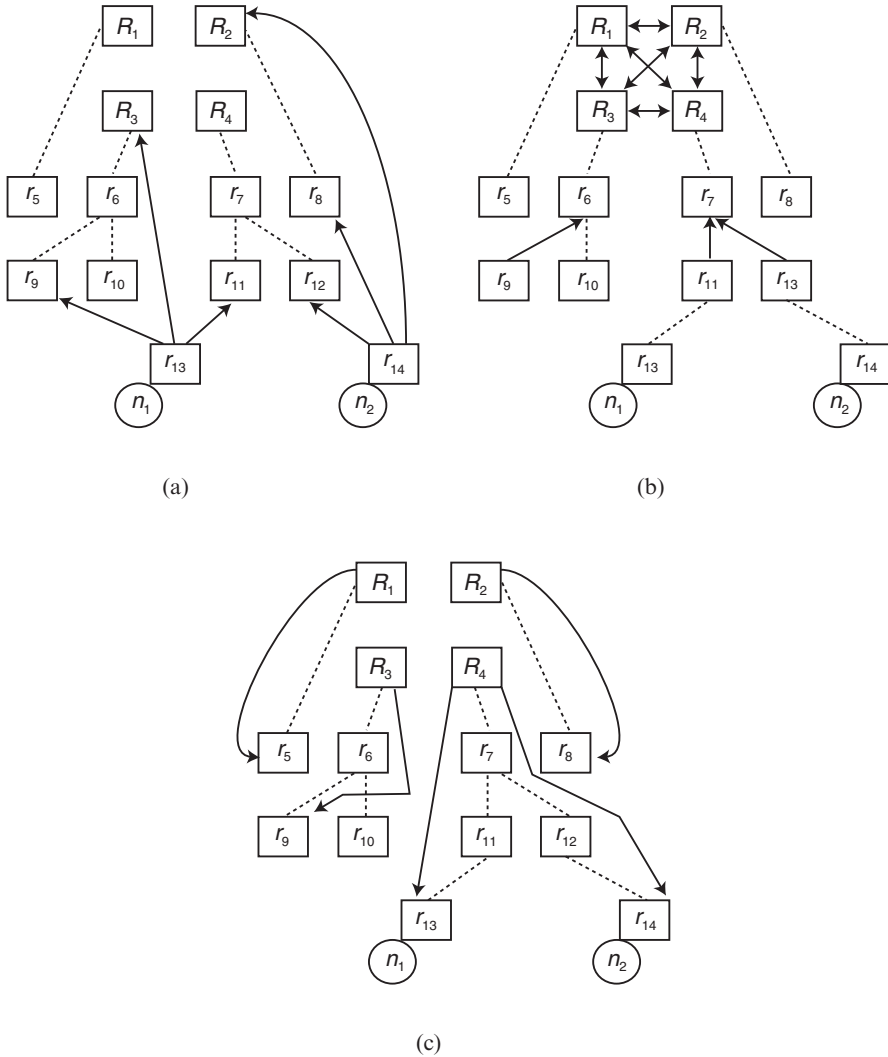 R1 R2 R1 R2
R3 R4 R3 R4
r5 r6 r7 r8 r5 r6 r7 r8
r9 r10 r11 r12 r9 r10 r11 r13
r13 r14 r13 r14
n1 n2 n1 n2
(a) (b)
R1 R2
R3 R4
r5 r6 r7 r8
r9 r10 r11 r12
r13 r14
n1 n2
(c)